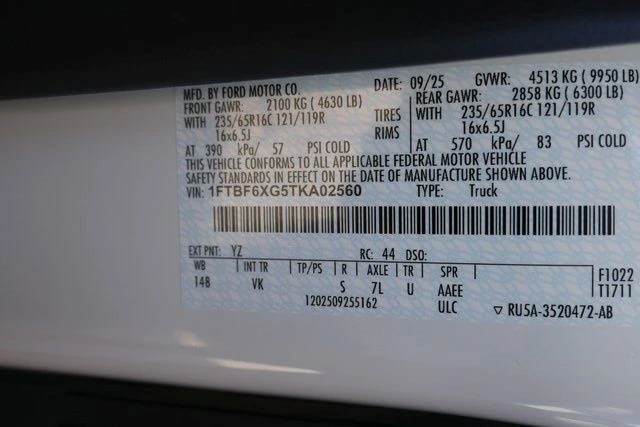 MFD. BY FORD MOTOR CO. DATE: 09/25 GVWR: 4513 KG ( 9950 LB)
FRONT GAWR: 2100 KG ( 4630 LB) REAR GAWR: 2858 KG ( 6300 LB)
WITH 235/65R16C 121/119R TIRES WITH 235/65R16C 121/119R
16x6.5J RIMS 16x6.5J
AT 390 kPa/ 57 PSI COLD AT 570 kPa/ 83 PSI COLD
THIS VEHICLE CONFORMS TO ALL APPLICABLE FEDERAL MOTOR VEHICLE
SAFETY STANDARDS IN EFFECT ON THE DATE OF MANUFACTURE SHOWN ABOVE.
VIN: 1FTBF6XG5TKA02560 TYPE: Truck
EXT PNT: YZ RC: 44 DSO:
WB INT TR TP/PS R AXLE TR SPR F1022
148 VK S 7L U AAEE T1711
1202509255162 ULC ▽ RU5A-3520472-AB